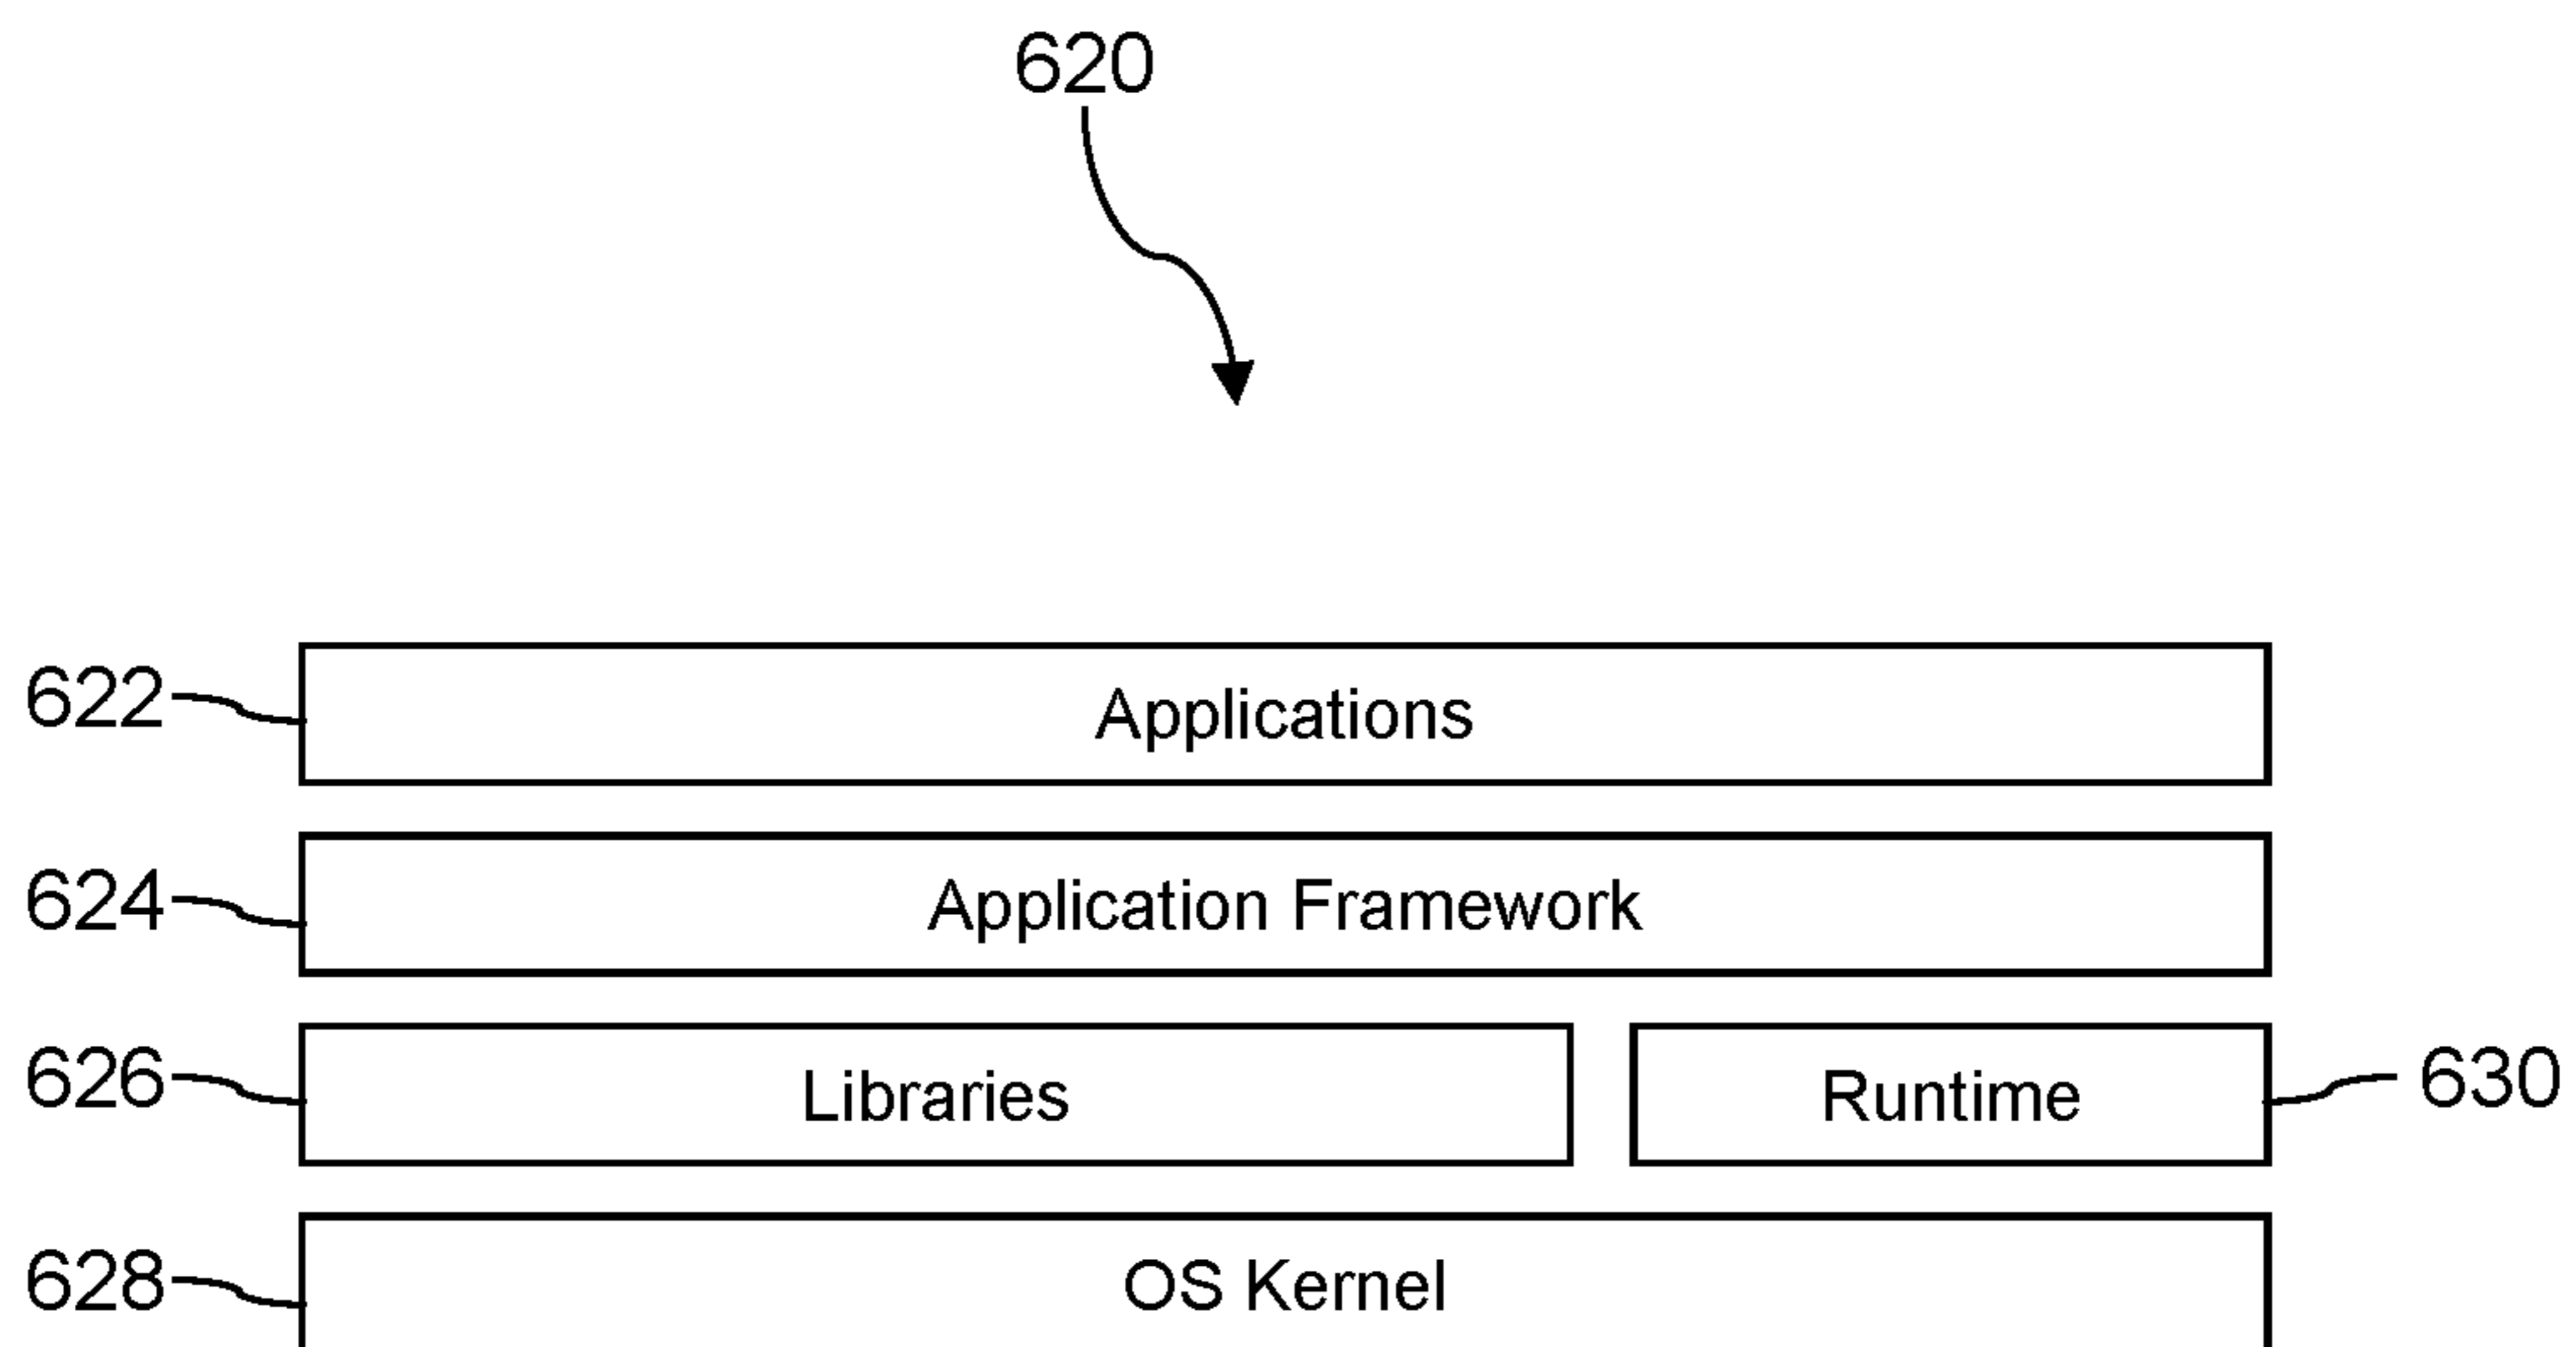 620
622 Applications
624 Application Framework
626 Libraries Runtime 630
628 OS Kernel